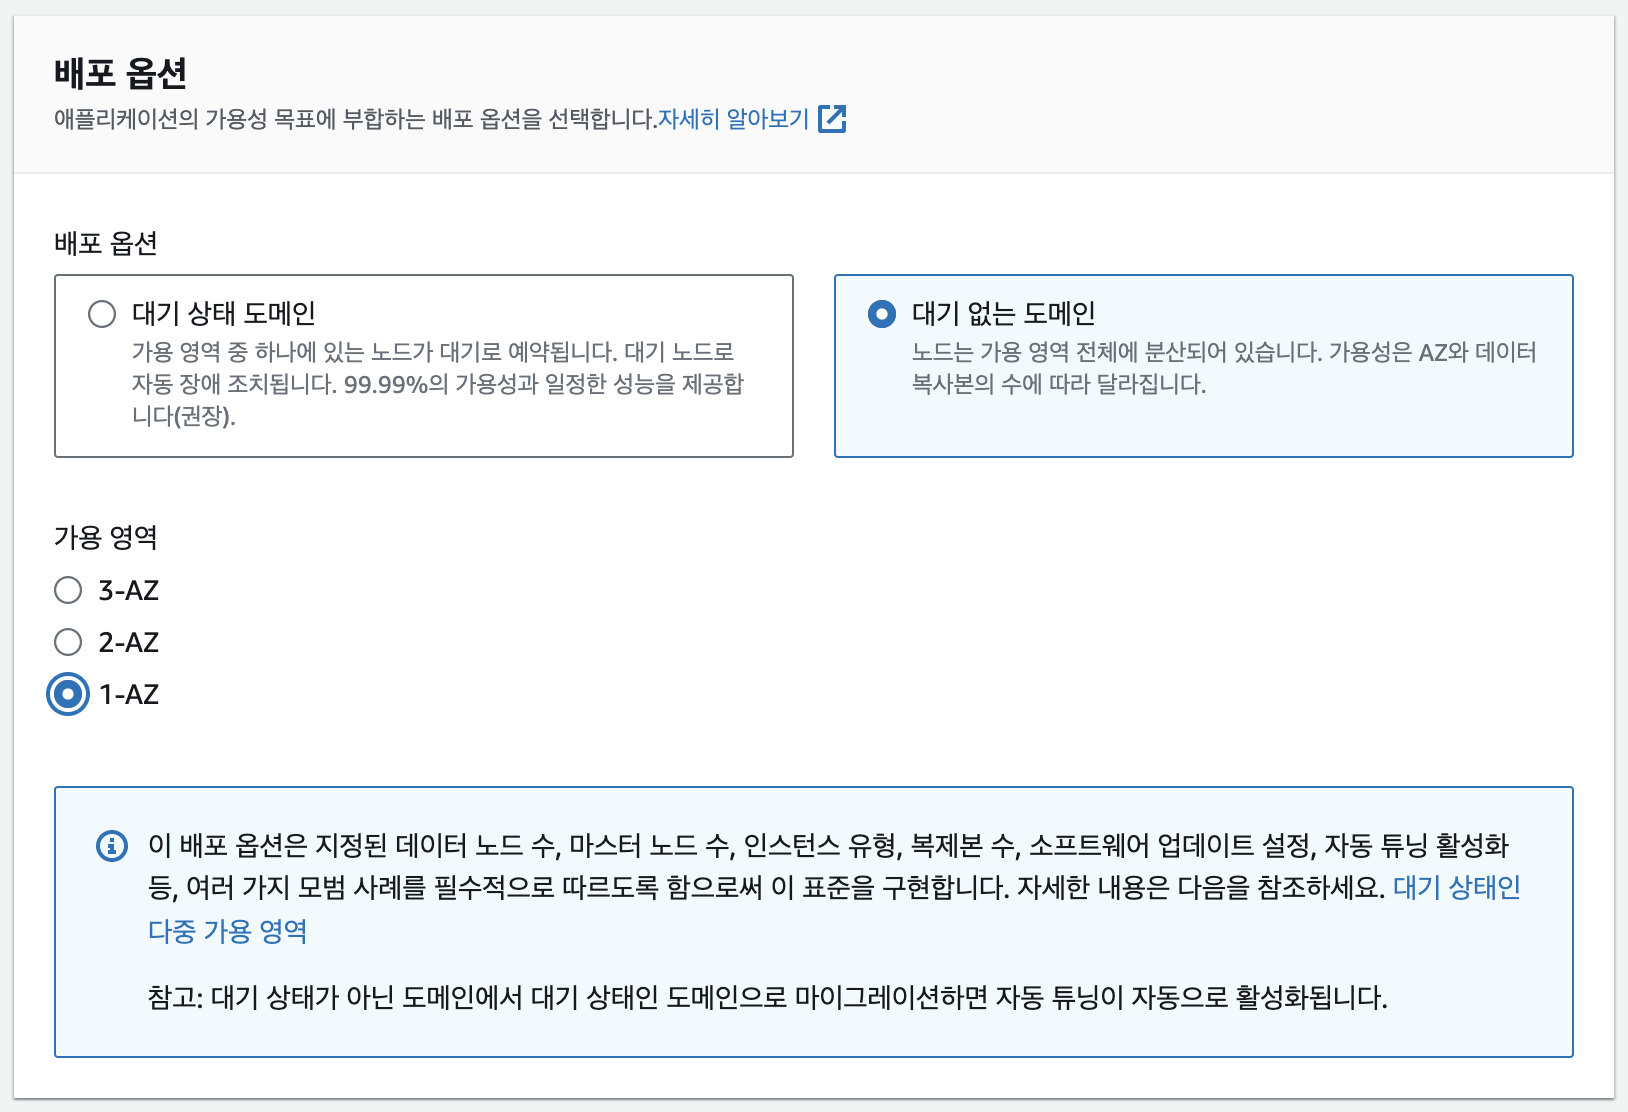 배포 옵션
애플리케이션의 가용성 목표에 부합하는 배포 옵션을 선택합니다.자세히 알아보기
배포 옵션
대기 상태 도메인
가용 영역 중 하나에 있는 노드가 대기로 예약됩니다. 대기 노드로
자동 장애 조치됩니다. 99.99%의 가용성과 일정한 성능을 제공합
니다(권장).
대기 없는 도메인
노드는 가용 영역 전체에 분산되어 있습니다. 가용성은 AZ와 데이터
복사본의 수에 따라 달라집니다.
가용 영역
3-AZ
2-AZ
1-AZ
이 배포 옵션은 지정된 데이터 노드 수, 마스터 노드 수, 인스턴스 유형, 복제본 수, 소프트웨어 업데이트 설정, 자동 튜닝 활성화
등, 여러 가지 모범 사례를 필수적으로 따르도록 함으로써 이 표준을 구현합니다. 자세한 내용은 다음을 참조하세요. 대기 상태인
다중 가용 영역
참고: 대기 상태가 아닌 도메인에서 대기 상태인 도메인으로 마이그레이션하면 자동 튜닝이 자동으로 활성화됩니다.